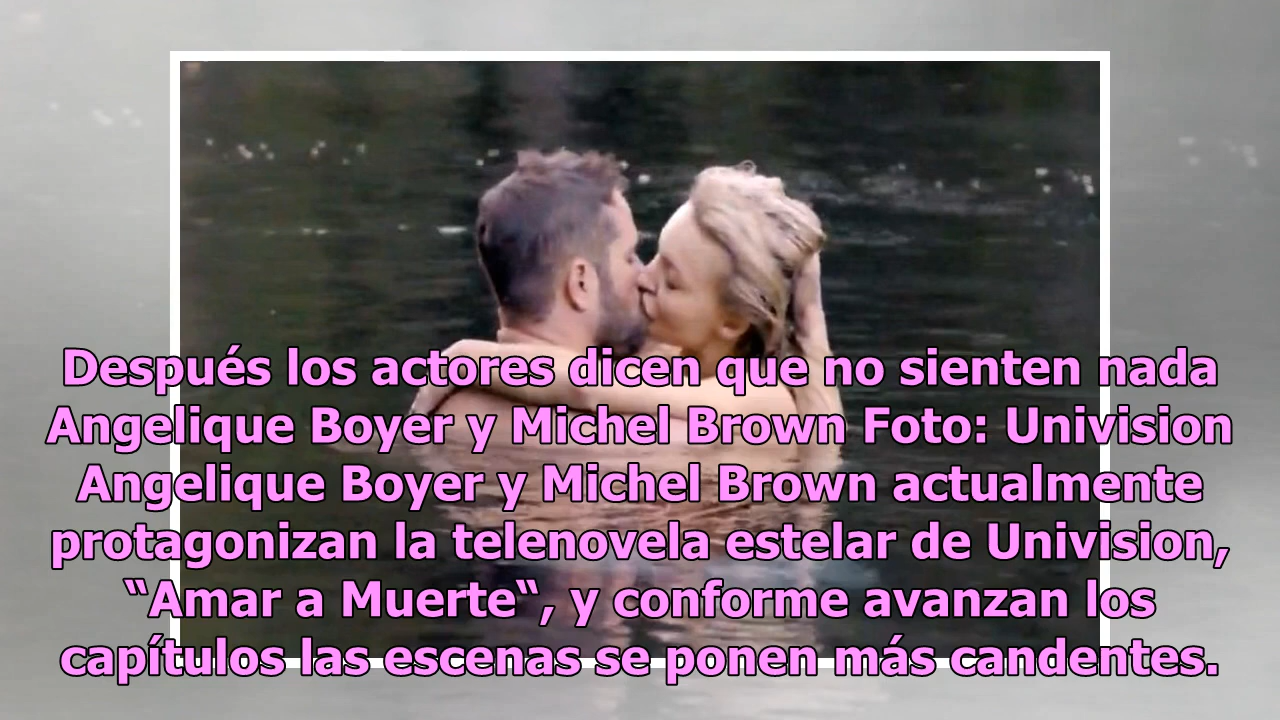 Después los actores dicen que no sienten nada
Angelique Boyer y Michel Brown Foto: Univision
Angelique Boyer y Michel Brown actualmente
protagonizan la telenovela estelar de Univision,
“Amar a Muerte“, y conforme avanzan los
capítulos las escenas se ponen más candentes.